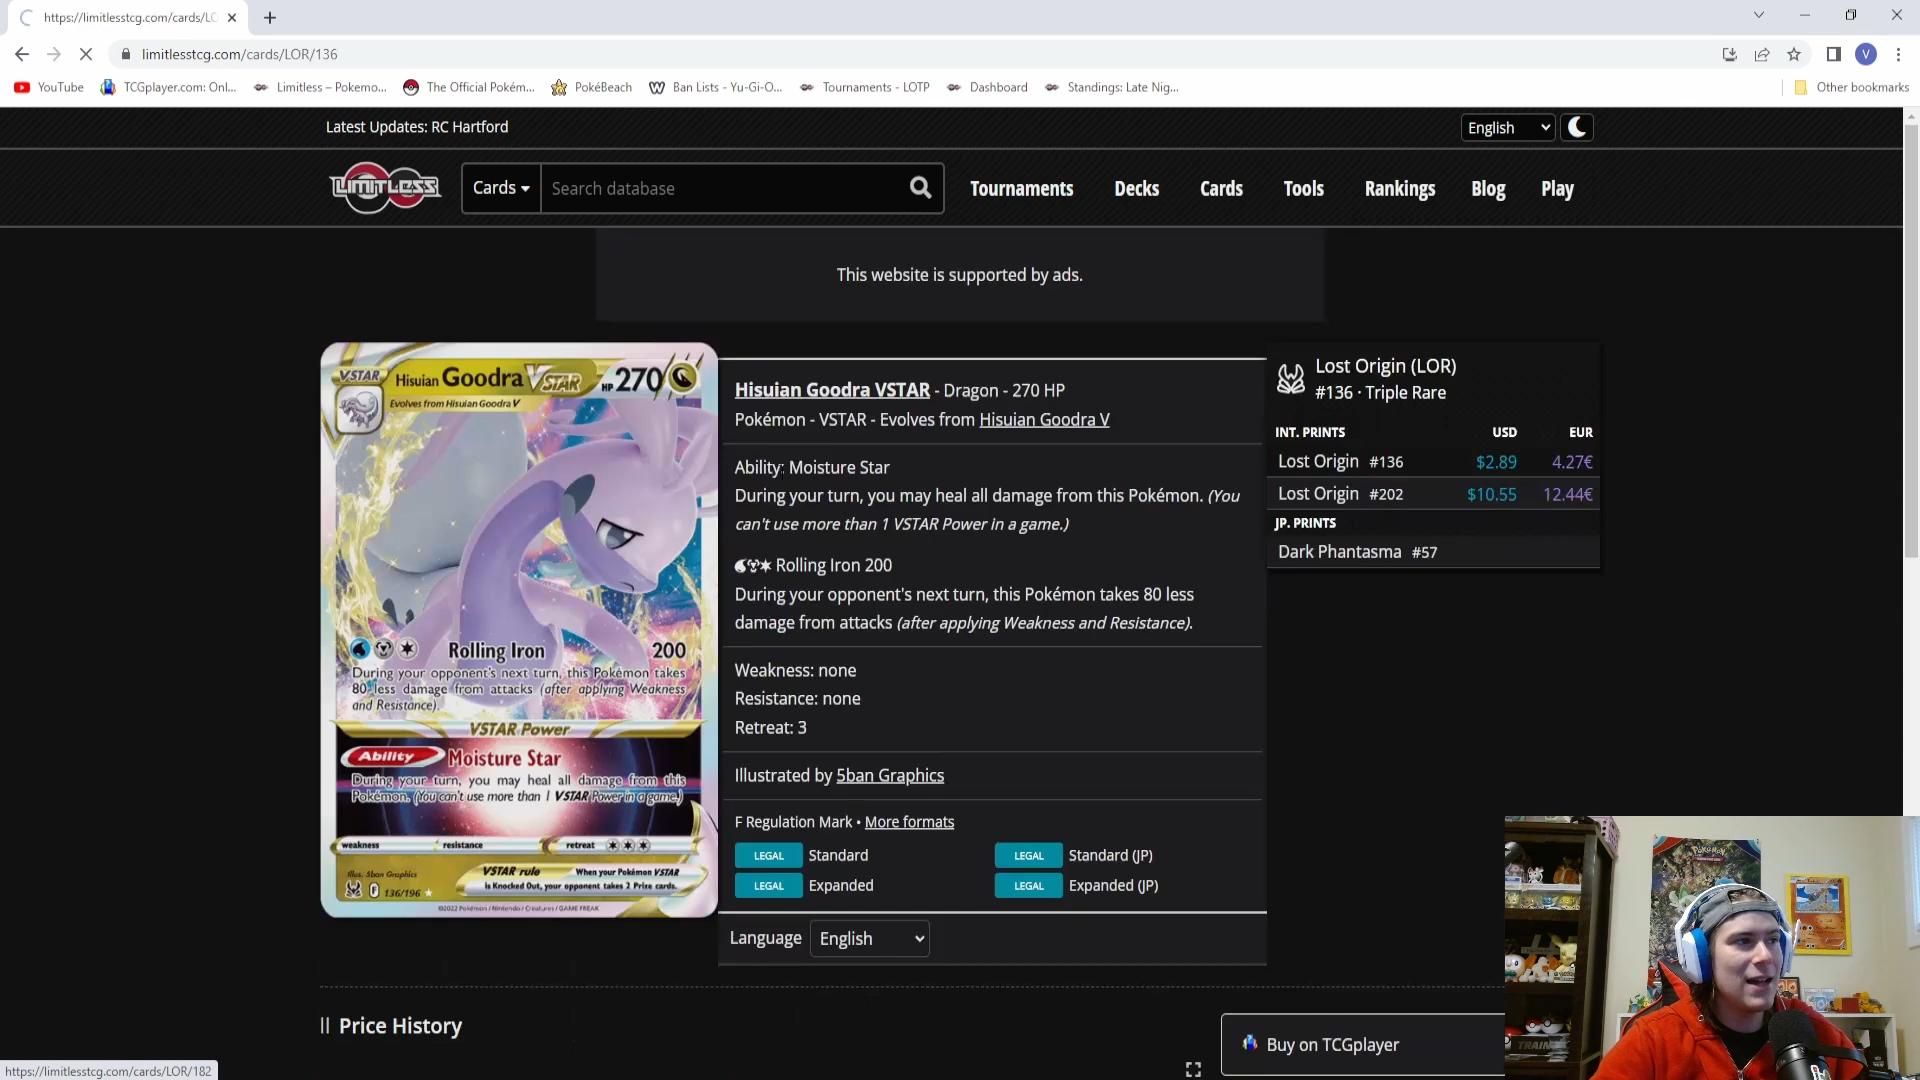 https://limitlesstcg.com/cards/LO
limitlesstcg.com/cards/LOR/136
V
YouTube
TCGplayer.com: Onl...
Limitless – Pokemo...
The Official Pokém...
PokéBeach
Ban Lists - Yu-Gi-O...
Tournaments - LOTP
Dashboard
Standings: Late Nig...
Other bookmarks
Latest Updates: RC Hartford
English
LIMITLESS
Cards
Search database
Tournaments
Decks
Cards
Tools
Rankings
Blog
Play
This website is supported by ads.
VSTAR
Hisuian Goodra VSTAR HP 270
Evolves from Hisuian Goodra V
Rolling Iron 200
During your opponent's next turn, this Pokémon takes
80 less damage from attacks (after applying Weakness
and Resistance).
VSTAR Power
Ability Moisture Star
During your turn, you may heal all damage from this
Pokémon. (You can't use more than 1 VSTAR Power in a game.)
weakness resistance retreat
Illus. 5ban Graphics
VSTAR rule When your Pokémon VSTAR
is Knocked Out, your opponent takes 2 Prize cards.
F 136/196
©2022 Pokémon / Nintendo / Creatures / GAME FREAK
Hisuian Goodra VSTAR - Dragon - 270 HP
Pokémon - VSTAR - Evolves from Hisuian Goodra V
Ability: Moisture Star
During your turn, you may heal all damage from this Pokémon. (You
can't use more than 1 VSTAR Power in a game.)
Rolling Iron 200
During your opponent's next turn, this Pokémon takes 80 less
damage from attacks (after applying Weakness and Resistance).
Weakness: none
Resistance: none
Retreat: 3
Illustrated by 5ban Graphics
F Regulation Mark • More formats
LEGAL Standard
LEGAL Standard (JP)
LEGAL Expanded
LEGAL Expanded (JP)
Language English
Lost Origin (LOR)
#136 · Triple Rare
INT. PRINTS USD EUR
Lost Origin #136 $2.89 4.27€
Lost Origin #202 $10.55 12.44€
JP. PRINTS
Dark Phantasma #57
Price History
Buy on TCGplayer
https://limitlesstcg.com/cards/LOR/182